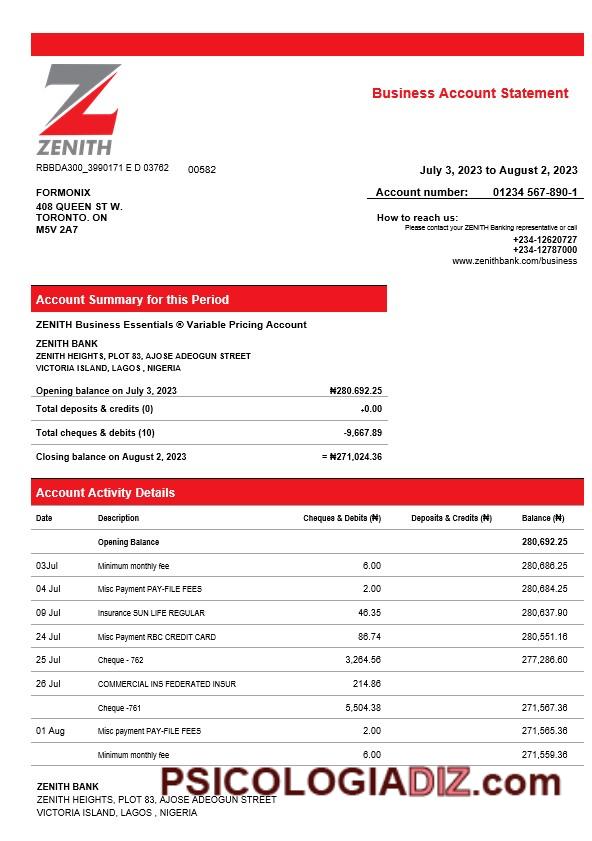 ZENITH
Business Account Statement
RBBDA300_3990171 E D 03762 00582
July 3, 2023 to August 2, 2023
FORMONIX
Account number: 01234 567-890-1
408 QUEEN ST W.
TORONTO. ON
M5V 2A7
How to reach us:
Please contact your ZENITH Banking representative or call
+234-12620727
+234-12787000
www.zenithbank.com/business
Account Summary for this Period
ZENITH Business Essentials ® Variable Pricing Account
ZENITH BANK
ZENITH HEIGHTS, PLOT 83, AJOSE ADEOGUN STREET
VICTORIA ISLAND, LAGOS , NIGERIA
Opening balance on July 3, 2023 ₦280.692.25
Total deposits & credits (0) +0.00
Total cheques & debits (10) -9,667.89
Closing balance on August 2, 2023 = ₦271,024.36
Account Activity Details
Date Description Cheques & Debits (₦) Deposits & Credits (₦) Balance (₦)
Opening Balance 280,692.25
03Jul Minimum monthly fee 6.00 280,686.25
04 Jul Misc Payment PAY-FILE FEES 2.00 280,684.25
09 Jul Insurance SUN LIFE REGULAR 46.35 280,637.90
24 Jul Misc Payment RBC CREDIT CARD 86.74 280,551.16
25 Jul Cheque - 762 3,264.56 277,286.60
26 Jul COMMERCIAL INS FEDERATED INSUR 214.86
Cheque -761 5,504.38 271,567.36
01 Aug Misc payment PAY-FILE FEES 2.00 271,565.36
Minimum monthly fee 6.00 271,559.36
ZENITH BANK
ZENITH HEIGHTS, PLOT 83, AJOSE ADEOGUN STREET
VICTORIA ISLAND, LAGOS , NIGERIA
PSICOLOGIADIZ.com